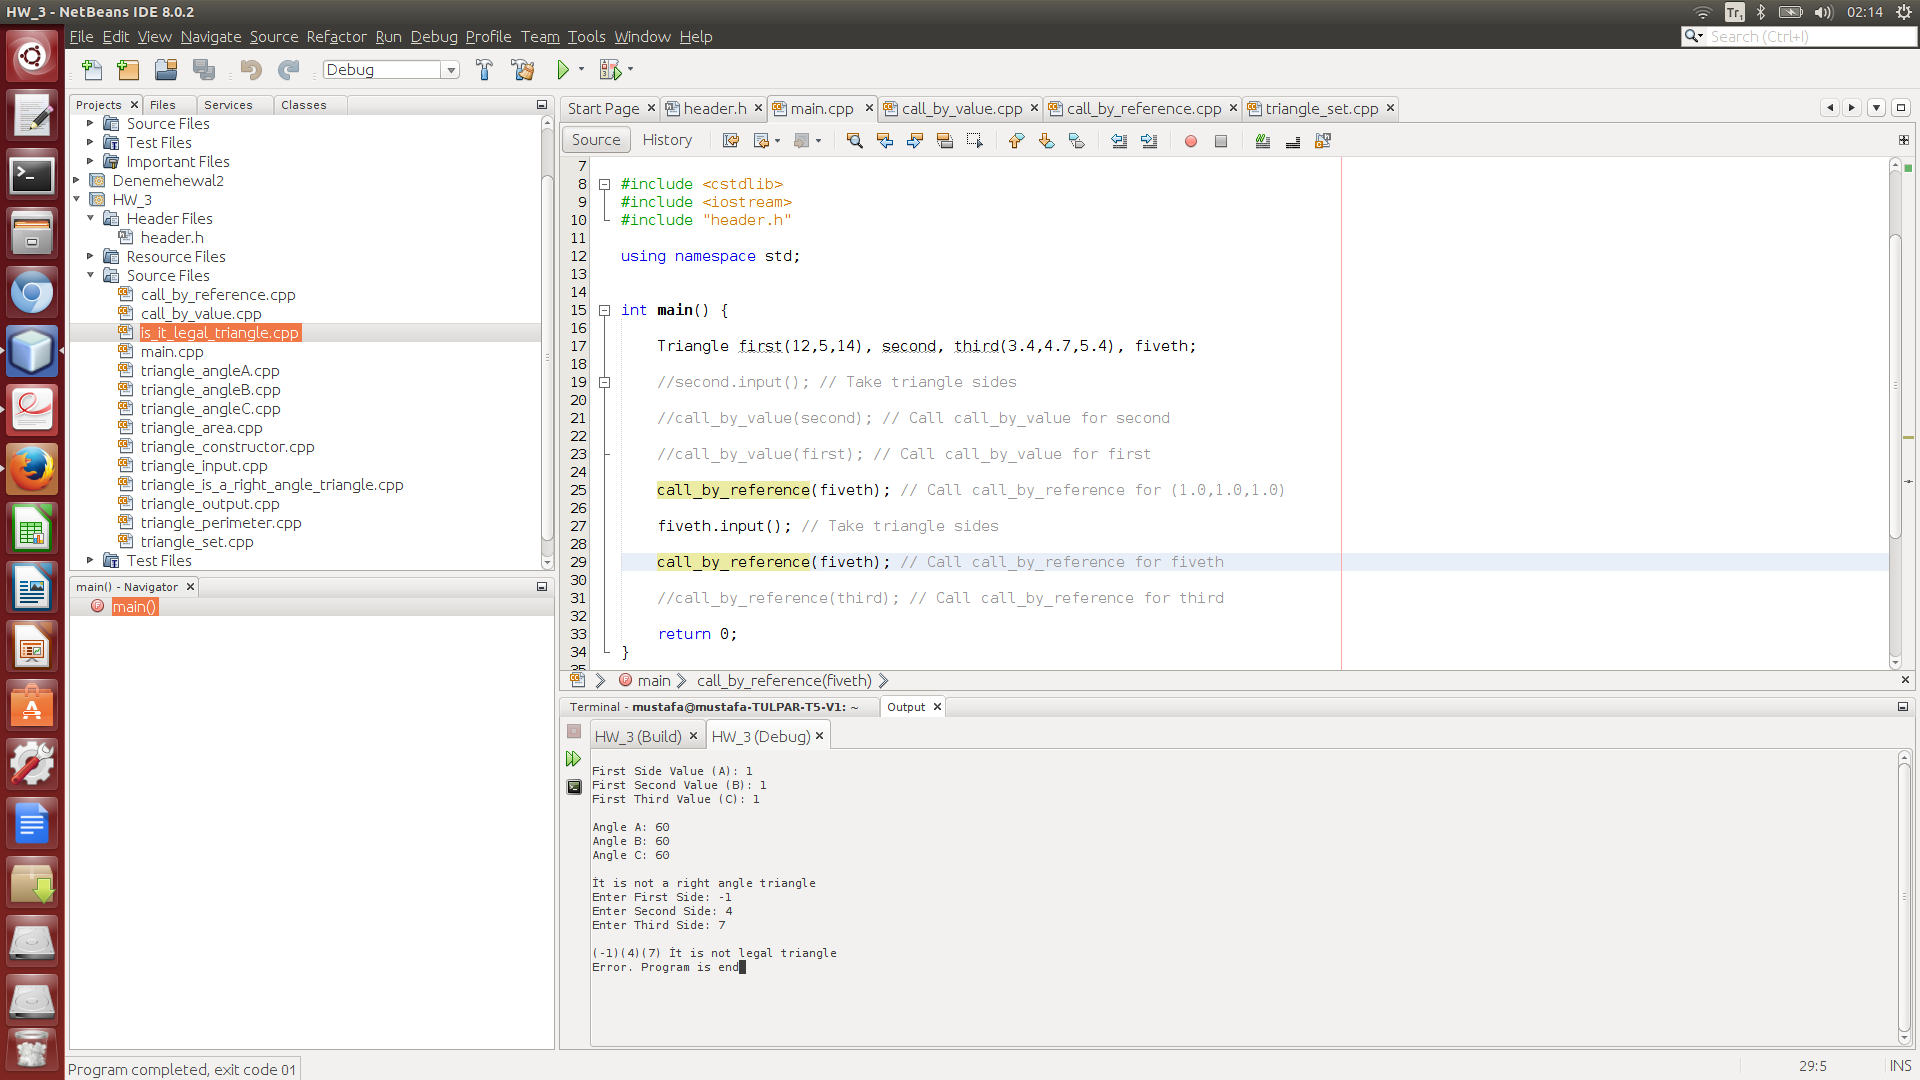 HW_3 - NetBeans IDE 8.0.2
Tr1
02:14
File Edit View Navigate Source Refactor Run Debug Profile Team Tools Window Help
Search (Ctrl+I)
Debug
Projects Files Services Classes
Source Files
Test Files
Important Files
Denemehewal2
HW_3
Header Files
header.h
Resource Files
Source Files
call_by_reference.cpp
call_by_value.cpp
is_it_legal_triangle.cpp
main.cpp
triangle_angleA.cpp
triangle_angleB.cpp
triangle_angleC.cpp
triangle_area.cpp
triangle_constructor.cpp
triangle_input.cpp
triangle_is_a_right_angle_triangle.cpp
triangle_output.cpp
triangle_perimeter.cpp
triangle_set.cpp
Test Files
main() - Navigator
main()
Start Page header.h main.cpp call_by_value.cpp call_by_reference.cpp triangle_set.cpp
Source History
7
8 #include <cstdlib>
9 #include <iostream>
10 #include "header.h"
11
12 using namespace std;
13
14
15 int main() {
16
17 Triangle first(12,5,14), second, third(3.4,4.7,5.4), fiveth;
18
19 //second.input(); // Take triangle sides
20
21 //call_by_value(second); // Call call_by_value for second
22
23 //call_by_value(first); // Call call_by_value for first
24
25 call_by_reference(fiveth); // Call call_by_reference for (1.0,1.0,1.0)
26
27 fiveth.input(); // Take triangle sides
28
29 call_by_reference(fiveth); // Call call_by_reference for fiveth
30
31 //call_by_reference(third); // Call call_by_reference for third
32
33 return 0;
34 }
35
main call_by_reference(fiveth)
Terminal - mustafa@mustafa-TULPAR-T5-V1: ~ Output
HW_3 (Build) HW_3 (Debug)
First Side Value (A): 1
First Second Value (B): 1
First Third Value (C): 1
Angle A: 60
Angle B: 60
Angle C: 60
İt is not a right angle triangle
Enter First Side: -1
Enter Second Side: 4
Enter Third Side: 7
(-1)(4)(7) İt is not legal triangle
Error. Program is end
Program completed, exit code 01
29:5 INS